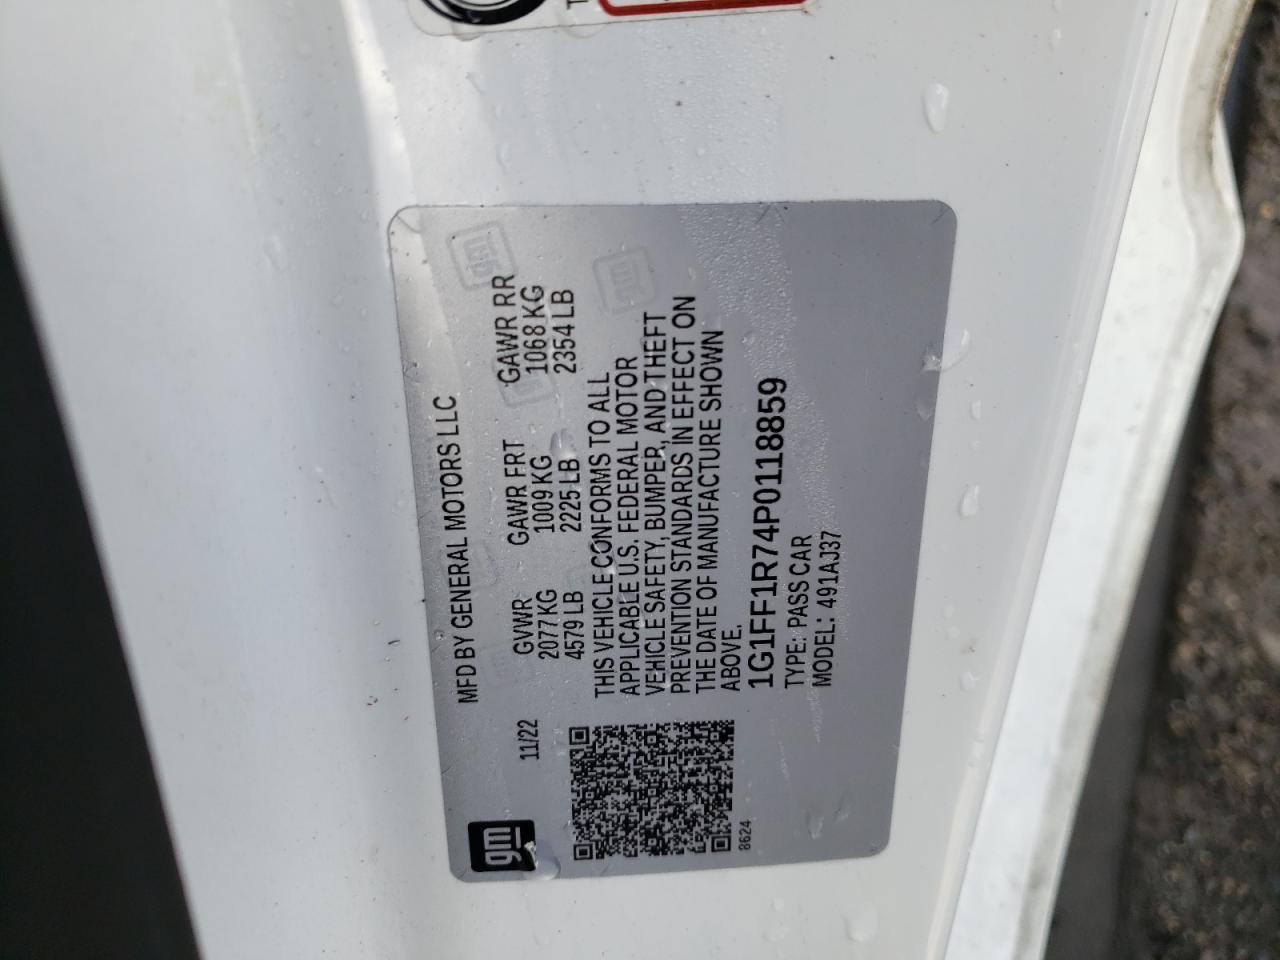 MFD BY GENERAL MOTORS LLC
11/22
GVWR GAWR FRT GAWR RR
2077 KG 1009 KG 1068 KG
4579 LB 2225 LB 2354 LB
THIS VEHICLE CONFORMS TO ALL
APPLICABLE U.S. FEDERAL MOTOR
VEHICLE SAFETY, BUMPER, AND THEFT
PREVENTION STANDARDS IN EFFECT ON
THE DATE OF MANUFACTURE SHOWN
ABOVE.
1G1FF1R74P0118859
TYPE: PASS CAR
MODEL: 491AJ37
gm
8624